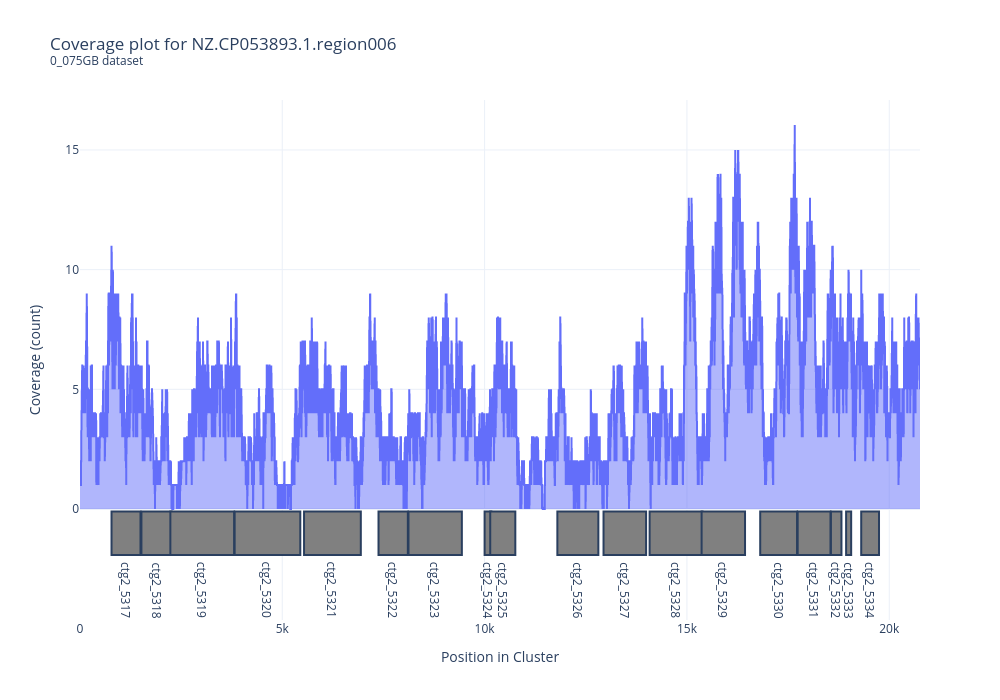 Coverage plot for NZ.CP053893.1.region006
0_075GB dataset
Coverage (count)
15
10
5
0
ctg2_5317
ctg2_5318
ctg2_5319
ctg2_5320
ctg2_5321
ctg2_5322
ctg2_5323
ctg2_5324
ctg2_5325
ctg2_5326
ctg2_5327
ctg2_5328
ctg2_5329
ctg2_5330
ctg2_5331
ctg2_5332
ctg2_5333
ctg2_5334
0 5k 10k 15k 20k
Position in Cluster